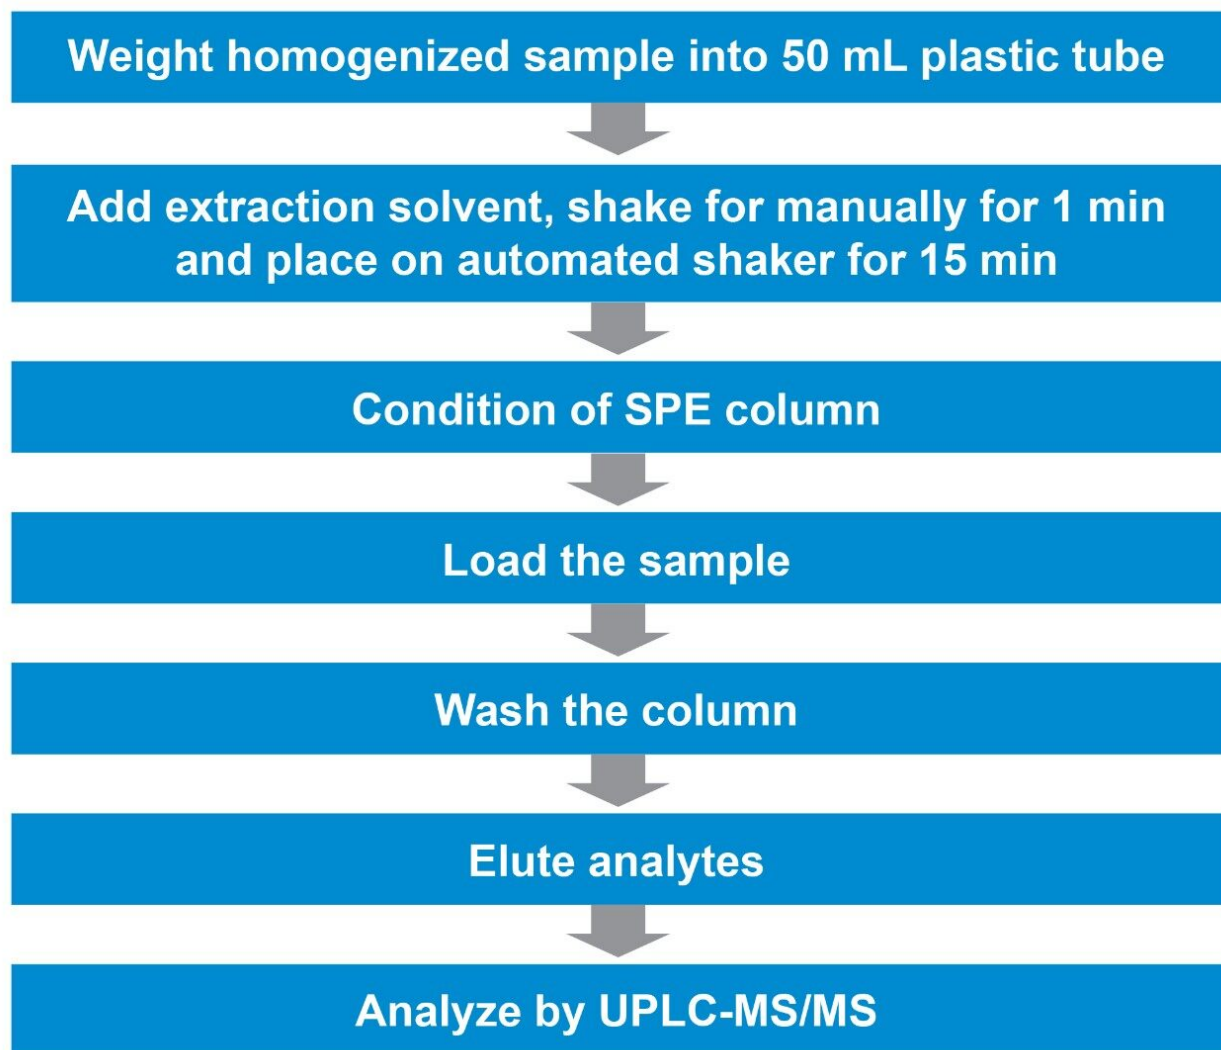 Weight homogenized sample into 50 mL plastic tube
Add extraction solvent, shake for manually for 1 min
and place on automated shaker for 15 min
Condition of SPE column
Load the sample
Wash the column
Elute analytes
Analyze by UPLC-MS/MS